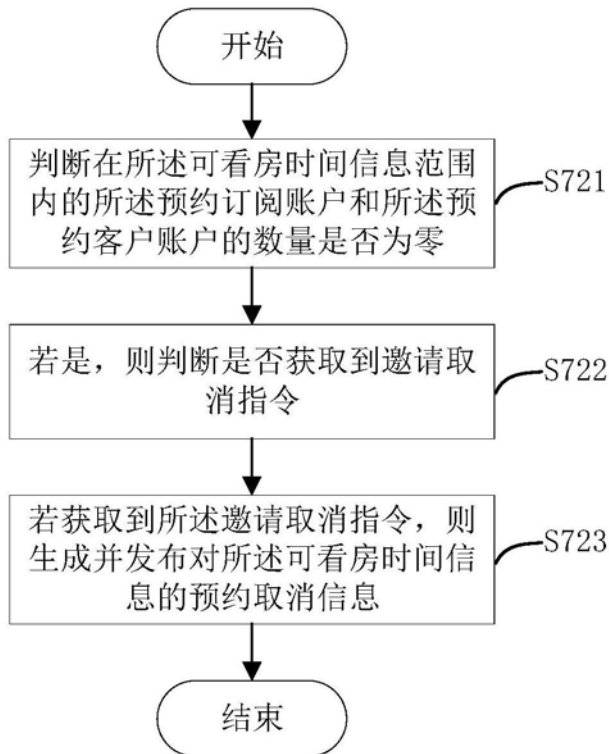 开始
判断在所述可看房时间信息范围
内的所述预约订阅账户和所述预
约客户账户的数量是否为零
S721
若是，则判断是否获取到邀请取
消指令
S722
若获取到所述邀请取消指令，则
生成并发布对所述可看房时间信
息的预约取消信息
S723
结束